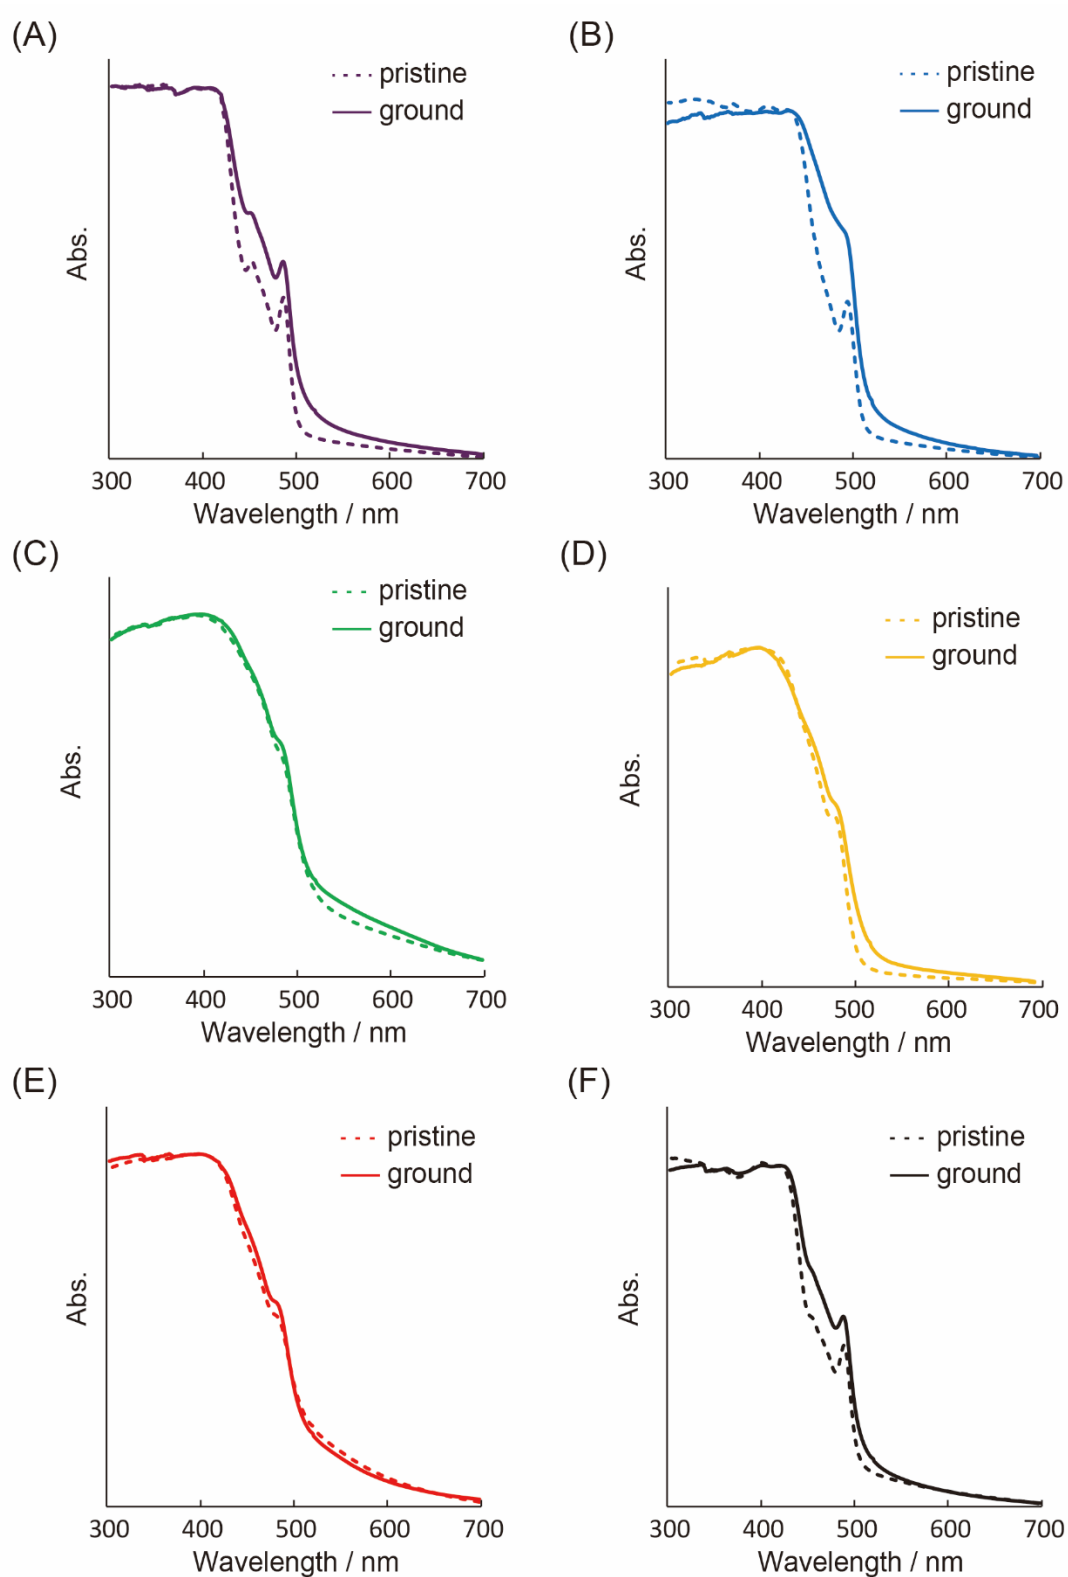 (A)
pristine
ground
Abs.
300 400 500 600 700
Wavelength / nm
(B)
pristine
ground
Abs.
300 400 500 600 700
Wavelength / nm
(C)
pristine
ground
Abs.
300 400 500 600 700
Wavelength / nm
(D)
pristine
ground
Abs.
300 400 500 600 700
Wavelength / nm
(E)
pristine
ground
Abs.
300 400 500 600 700
Wavelength / nm
(F)
pristine
ground
Abs.
300 400 500 600 700
Wavelength / nm